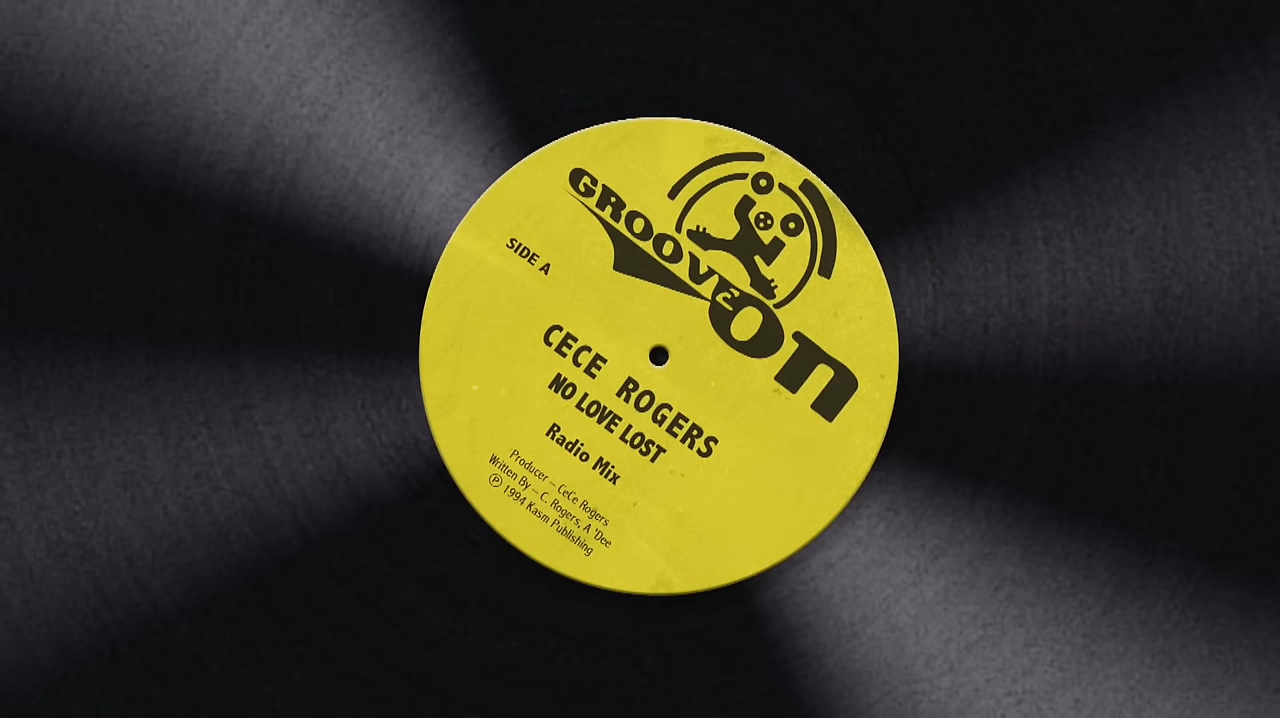 GROOVE
On
SIDE A
CECE ROGERS
NO LOVE LOST
Radio Mix
Producer – CeCe Rogers
Written By – C. Rogers, A 'Dee
℗ 1994 Kasm Publishing